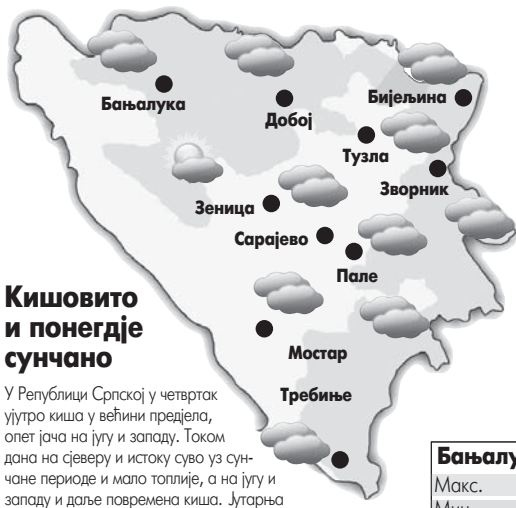 Бањалука
Добој
Бијељина
Тузла
Зворник
Зеница
Сарајево
Пале
Мостар
Требиње
Кишовито
и понегдје
сунчано
У Републици Српској у четвртак
ујутро киша у већини предјела,
опет јача на југу и западу. Током
дана на сјеверу и истоку суво уз сун-
чане периоде и мало топлије, а на југу и
западу и даље повремена киша. Јутарња
Макс.